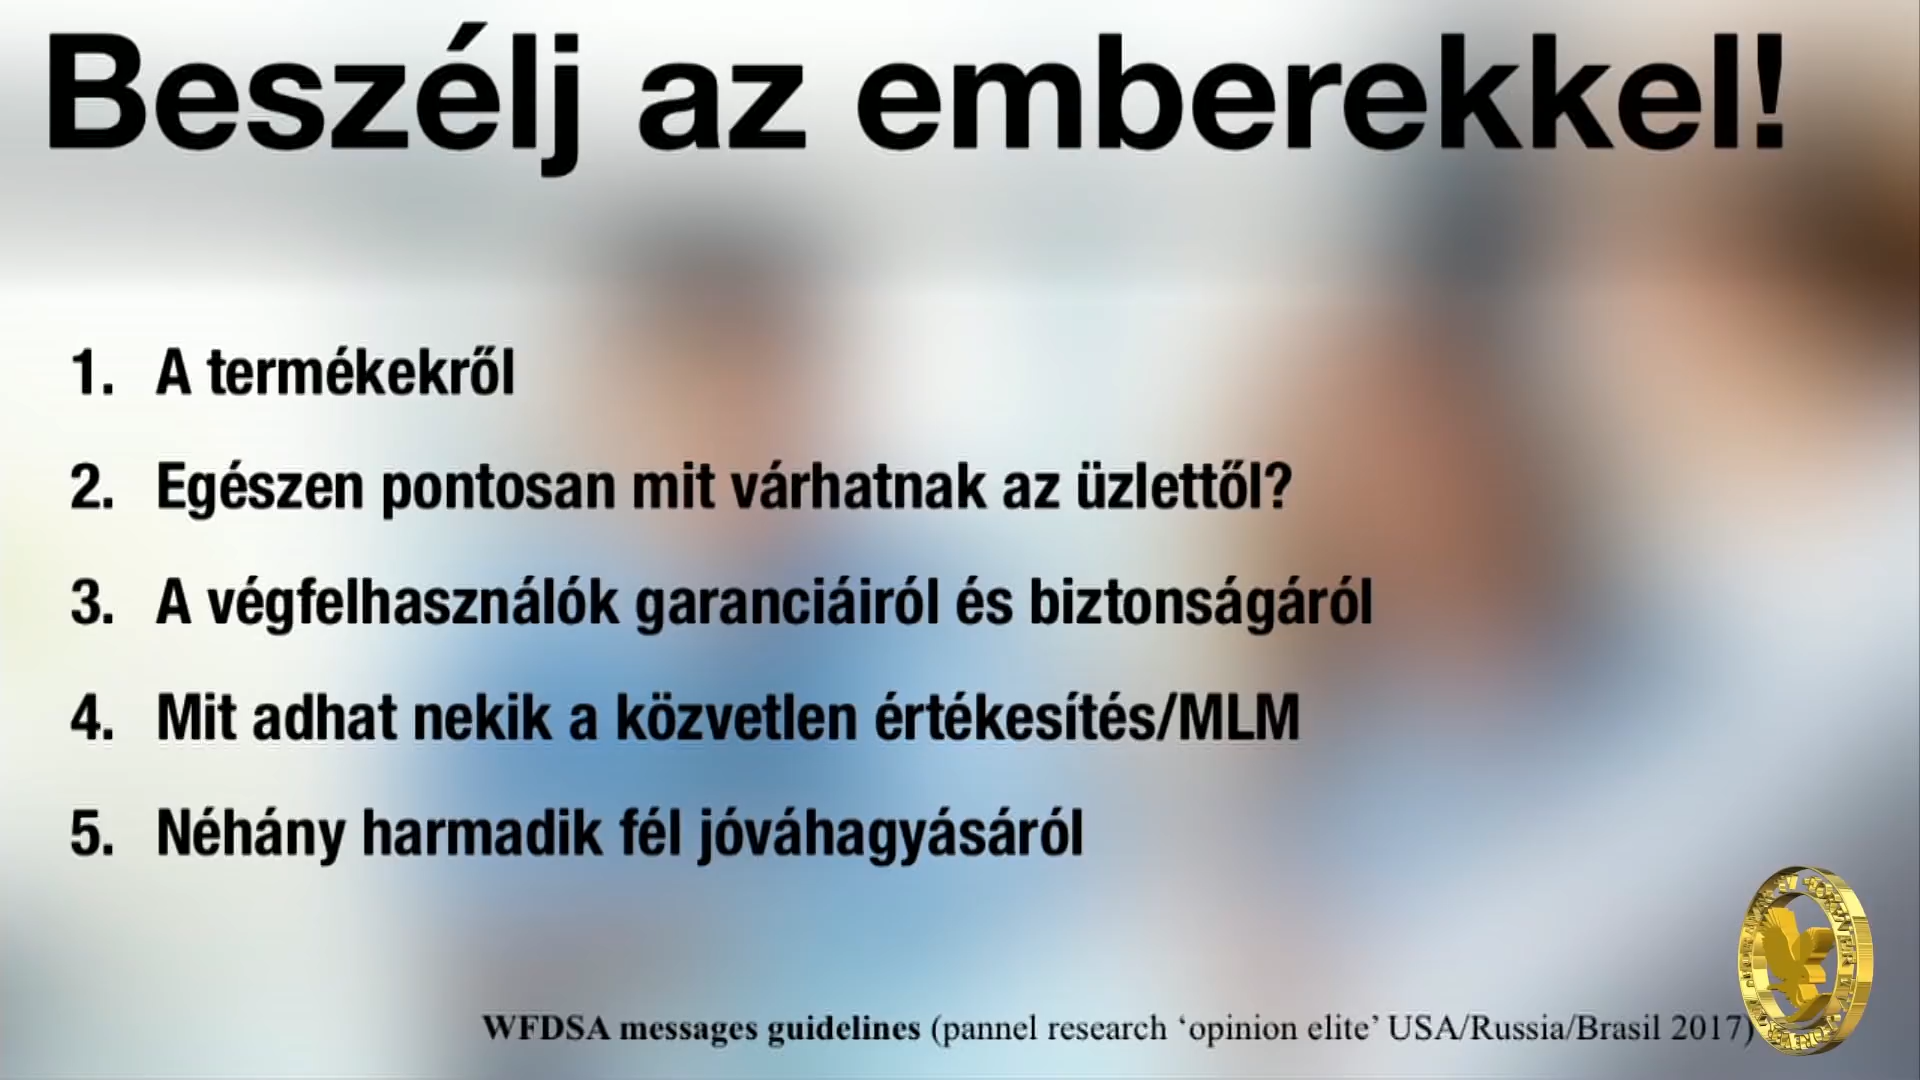 Beszélj az emberekkel!
1. A termékekről
2. Egészen pontosan mit várhatnak az üzlettől?
3. A végfelhasználók garanciáiról és biztonságáról
4. Mit adhat nekik a közvetlen értékesítés/MLM
5. Néhány harmadik fél jóváhagyásáról
WFDSA messages guidelines (pannel research ‘opinion elite’ USA/Russia/Brasil 2017)